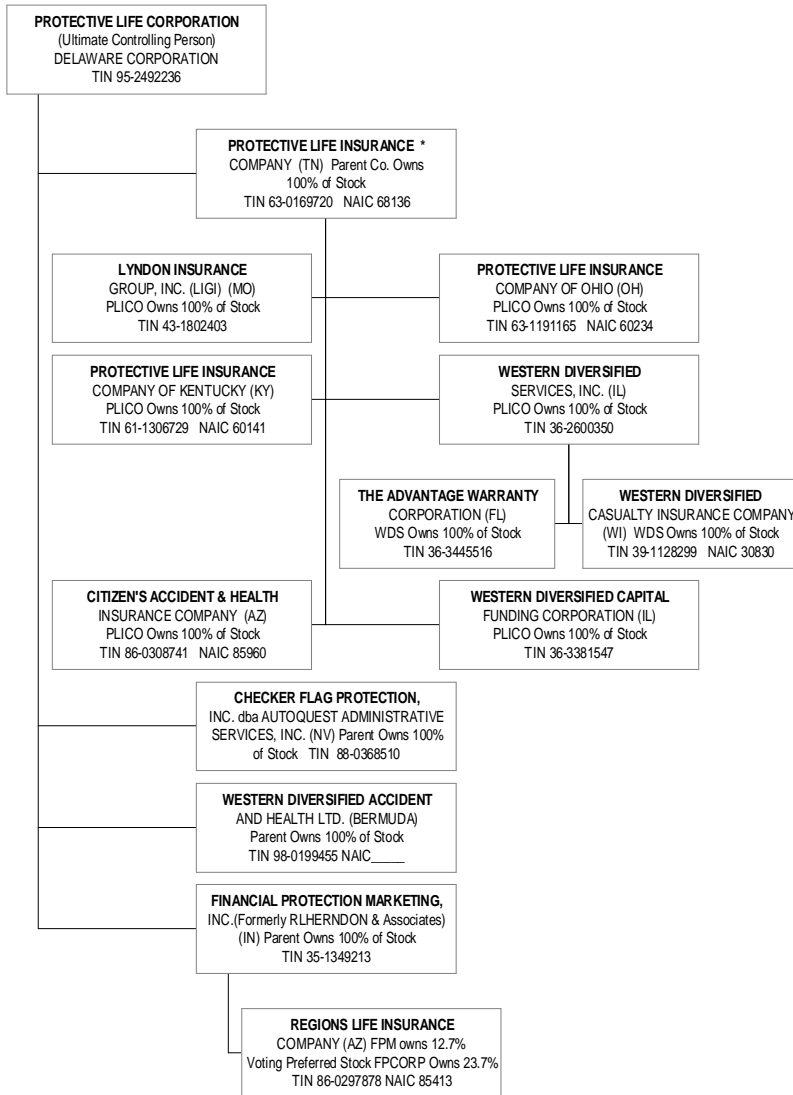 PROTECTIVE LIFE CORPORATION
(Ultimate Controlling Person)
DELAWARE CORPORATION
TIN 95-2492236
PROTECTIVE LIFE INSURANCE *
COMPANY (TN) Parent Co. Owns
100% of Stock
TIN 63-0169720 NAIC 68136
LYNDON INSURANCE
GROUP, INC. (LIGI) (MO)
PLICO Owns 100% of Stock
TIN 43-1802403
PROTECTIVE LIFE INSURANCE
COMPANY OF OHIO (OH)
PLICO Owns 100% of Stock
TIN 63-1191165 NAIC 60234
PROTECTIVE LIFE INSURANCE
COMPANY OF KENTUCKY (KY)
PLICO Owns 100% of Stock
TIN 61-1306729 NAIC 60141
WESTERN DIVERSIFIED
SERVICES, INC. (IL)
PLICO Owns 100% of Stock
TIN 36-2600350
THE ADVANTAGE WARRANTY
CORPORATION (FL)
WDS Owns 100% of Stock
TIN 36-3445516
WESTERN DIVERSIFIED
CASUALTY INSURANCE COMPANY
(WI) WDS Owns 100% of Stock
TIN 39-1128299 NAIC 30830
CITIZEN'S ACCIDENT & HEALTH
INSURANCE COMPANY (AZ)
PLICO Owns 100% of Stock
TIN 86-0308741 NAIC 85960
WESTERN DIVERSIFIED CAPITAL
FUNDING CORPORATION (IL)
PLICO Owns 100% of Stock
TIN 36-3381547
CHECKER FLAG PROTECTION,
INC. dba AUTOQUEST ADMINISTRATIVE
SERVICES, INC. (NV) Parent Owns 100%
of Stock TIN 88-0368510
WESTERN DIVERSIFIED ACCIDENT
AND HEALTH LTD. (BERMUDA)
Parent Owns 100% of Stock
TIN 98-0199455 NAIC_____
FINANCIAL PROTECTION MARKETING,
INC.(Formerly RLHERNDON & Associates)
(IN) Parent Owns 100% of Stock
TIN 35-1349213
REGIONS LIFE INSURANCE
COMPANY (AZ) FPM owns 12.7%
Voting Preferred Stock FPCORP Owns 23.7%
TIN 86-0297878 NAIC 85413